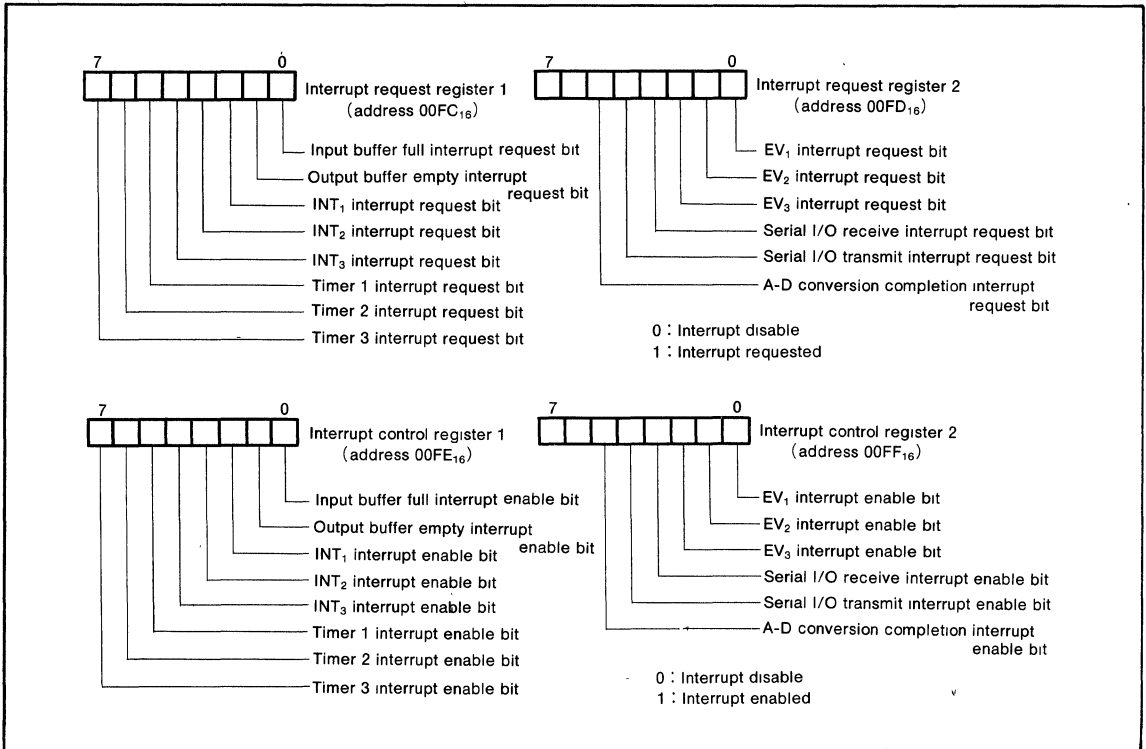 7 0
Interrupt request register 1
(address 00FC₁₆)
Input buffer full interrupt request bit
Output buffer empty interrupt
request bit
INT₁ interrupt request bit
INT₂ interrupt request bit
INT₃ interrupt request bit
Timer 1 interrupt request bit
Timer 2 interrupt request bit
Timer 3 interrupt request bit
7 0
Interrupt request register 2
(address 00FD₁₆)
EV₁ interrupt request bit
EV₂ interrupt request bit
EV₃ interrupt request bit
Serial I/O receive interrupt request bit
Serial I/O transmit interrupt request bit
A-D conversion completion interrupt
request bit
0 : Interrupt disable
1 : Interrupt requested
7 0
Interrupt control register 1
(address 00FE₁₆)
Input buffer full interrupt enable bit
Output buffer empty interrupt
enable bit
INT₁ interrupt enable bit
INT₂ interrupt enable bit
INT₃ interrupt enable bit
Timer 1 interrupt enable bit
Timer 2 interrupt enable bit
Timer 3 interrupt enable bit
7 0
Interrupt control register 2
(address 00FF₁₆)
EV₁ interrupt enable bit
EV₂ interrupt enable bit
EV₃ interrupt enable bit
Serial I/O receive interrupt enable bit
Serial I/O transmit interrupt enable bit
A-D conversion completion interrupt
enable bit
0 : Interrupt disable
1 : Interrupt enabled